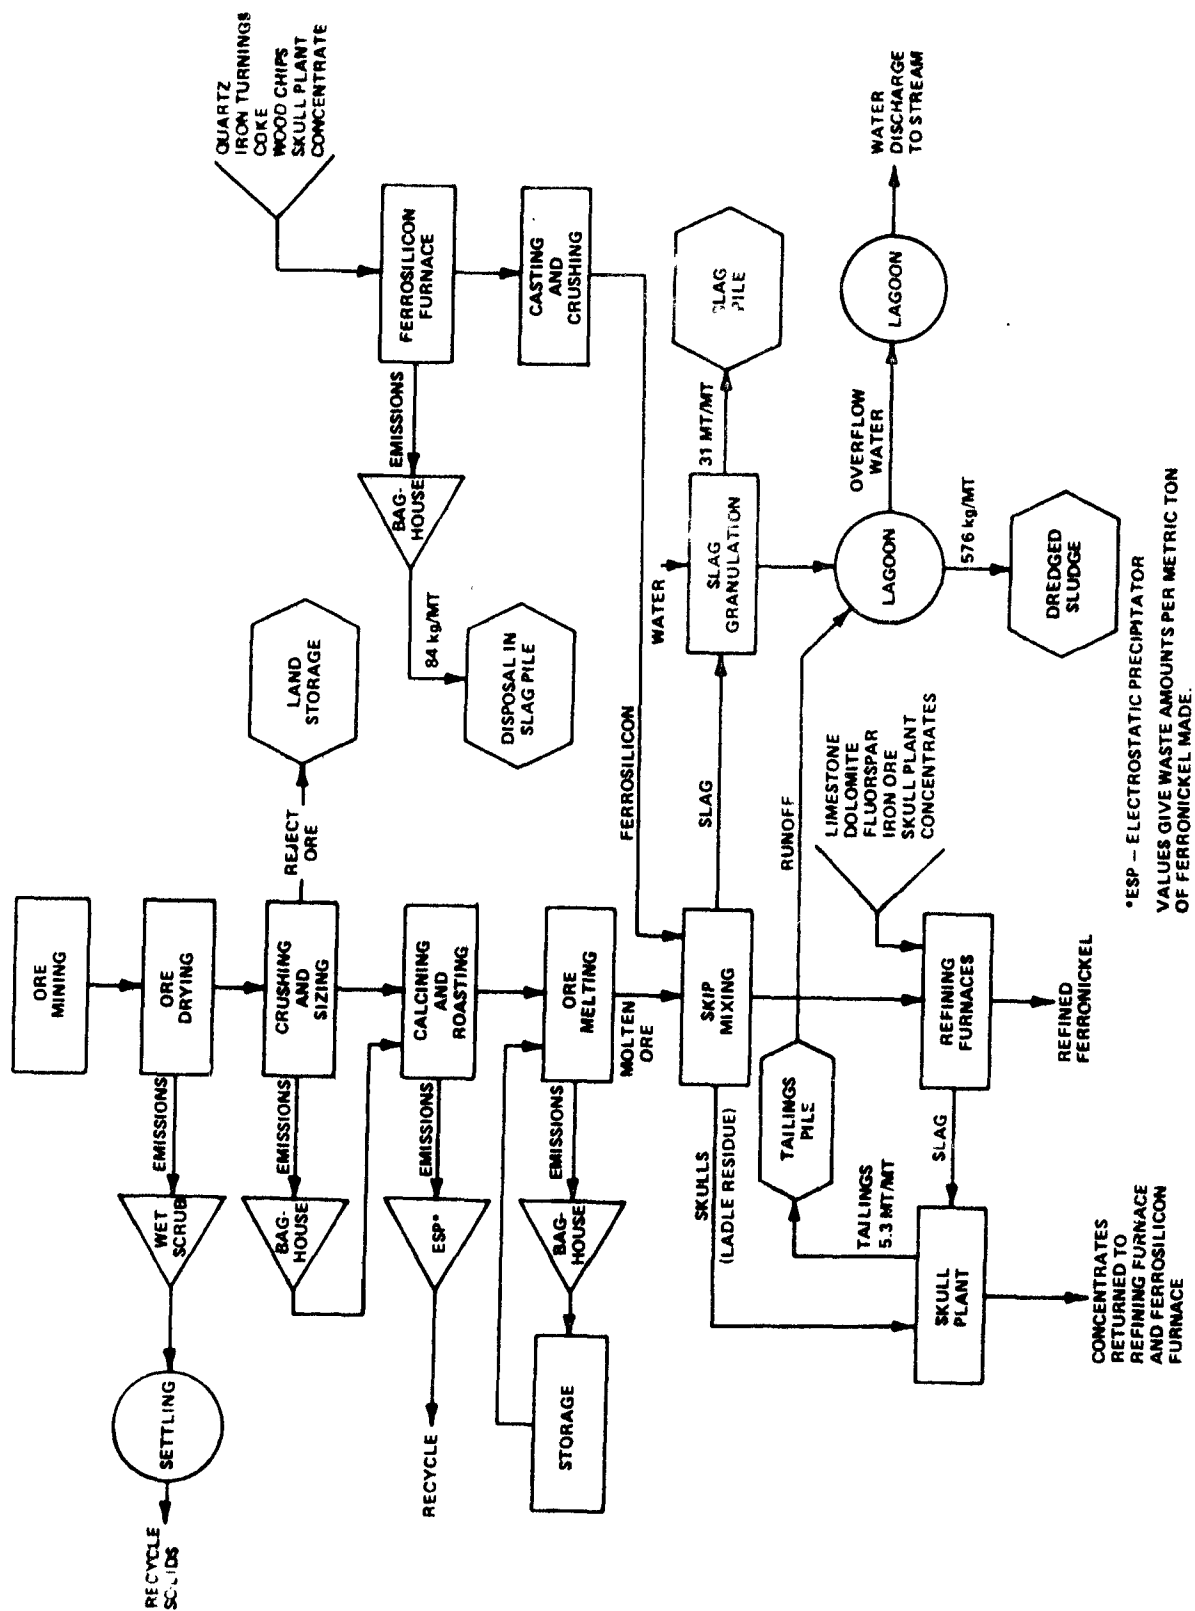 QUARTZ
IRON TURNINGS
COKE
WOOD CHIPS
SKULL PLANT
CONCENTRATE
FERROSILICON
FURNACE
EMISSIONS
BAG-
HOUSE
84 kg/MT
DISPOSAL IN
SLAG PILE
CASTING
AND
CRUSHING
FERROSILICON
ORE
MINING
ORE
DRYING
EMISSIONS
WET
SCRUB
SETTLING
RECYCLE
SOLIDS
CRUSHING
AND
SIZING
REJECT
ORE
LAND
STORAGE
EMISSIONS
BAG-
HOUSE
CALCINING
AND
ROASTING
EMISSIONS
ESP*
RECYCLE
ORE
MELTING
EMISSIONS
BAG-
HOUSE
STORAGE
MOLTEN
ORE
SKIP
MIXING
SLAG
WATER
SLAG
GRANULATION
31 MT/MT
SLAG
PILE
SKULLS
(LADLE RESIDUE)
TAILINGS
PILE
RUNOFF
LAGOON
OVERFLOW
WATER
LAGOON
WATER
DISCHARGE
TO STREAM
576 kg/MT
DREDGED
SLUDGE
LIMESTONE
DOLOMITE
FLUORSPAR
IRON ORE
SKULL PLANT
CONCENTRATES
REFINING
FURNACES
REFINED
FERRONICKEL
SLAG
TAILINGS
5.3 MT/MT
SKULL
PLANT
CONCENTRATES
RETURNED TO
REFINING FURNACE
AND FERROSILICON
FURNACE
*ESP – ELECTROSTATIC PRECIPITATOR
VALUES GIVE WASTE AMOUNTS PER METRIC TON
OF FERRONICKEL MADE.